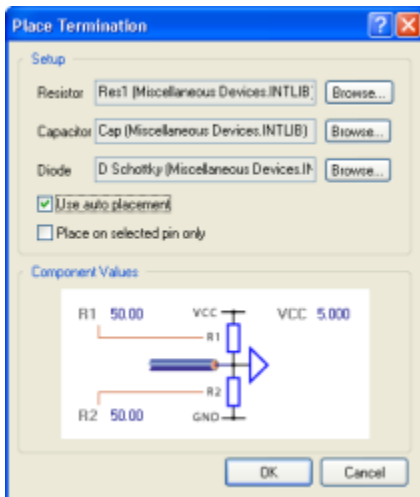 Place Termination
Setup
Resistor Res1 (Miscellaneous Devices.INTLIB) Browse...
Capacitor Cap (Miscellaneous Devices.INTLIB) Browse...
Diode D Schottky (Miscellaneous Devices.IN Browse...
Use auto placement
Place on selected pin only
Component Values
R1 50.00 VCC VCC 5.000
R1
R2
R2 50.00 GND
OK Cancel